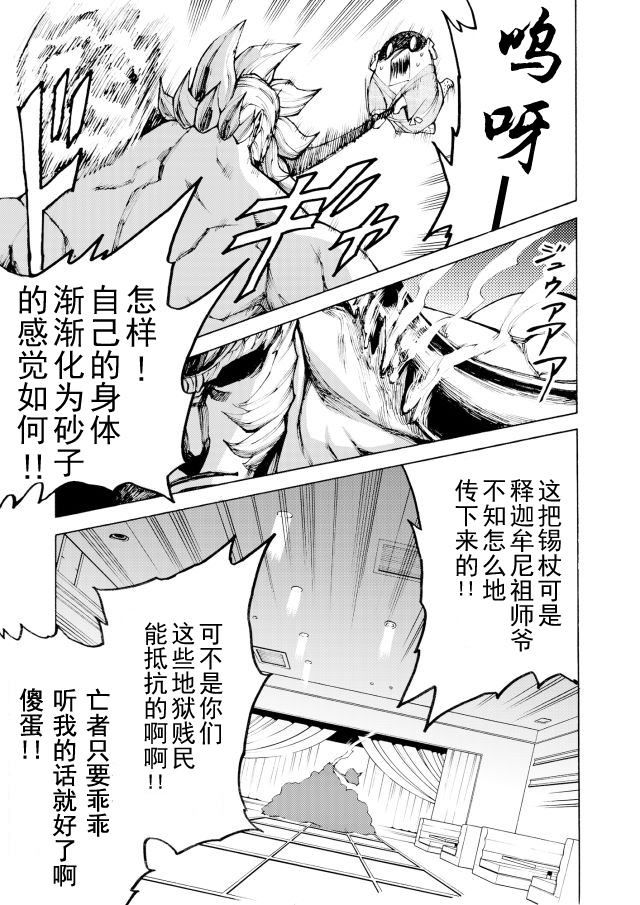 呜呀ー
ドギャ
ジュゥアアア
怎样！
自己的身体
渐渐化为砂子
的感觉如何!!
这把锡杖可是
释迦牟尼祖师爷
不知怎么地
传下来的!!
可不是你们
这些地狱贱民
能抵抗的啊啊!!
亡者只要乖乖
听我的话就好了啊
傻蛋!!